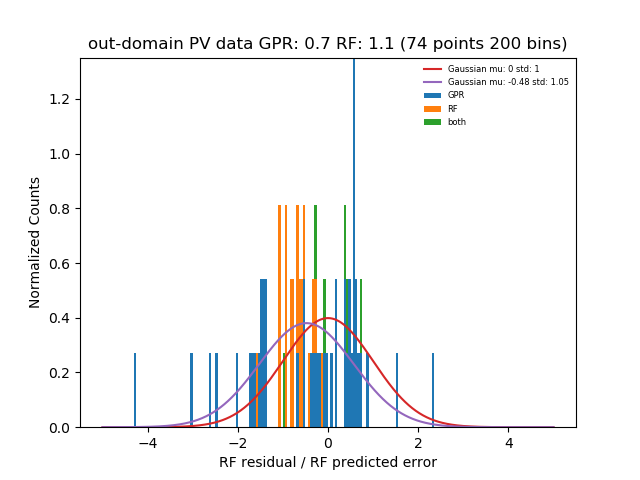 out-domain PV data GPR: 0.7 RF: 1.1 (74 points 200 bins)
Gaussian mu: 0 std: 1
Gaussian mu: -0.48 std: 1.05
GPR
RF
both
Normalized Counts
1.2
1.0
0.8
0.6
0.4
0.2
0.0
−4 −2 0 2 4
RF residual / RF predicted error